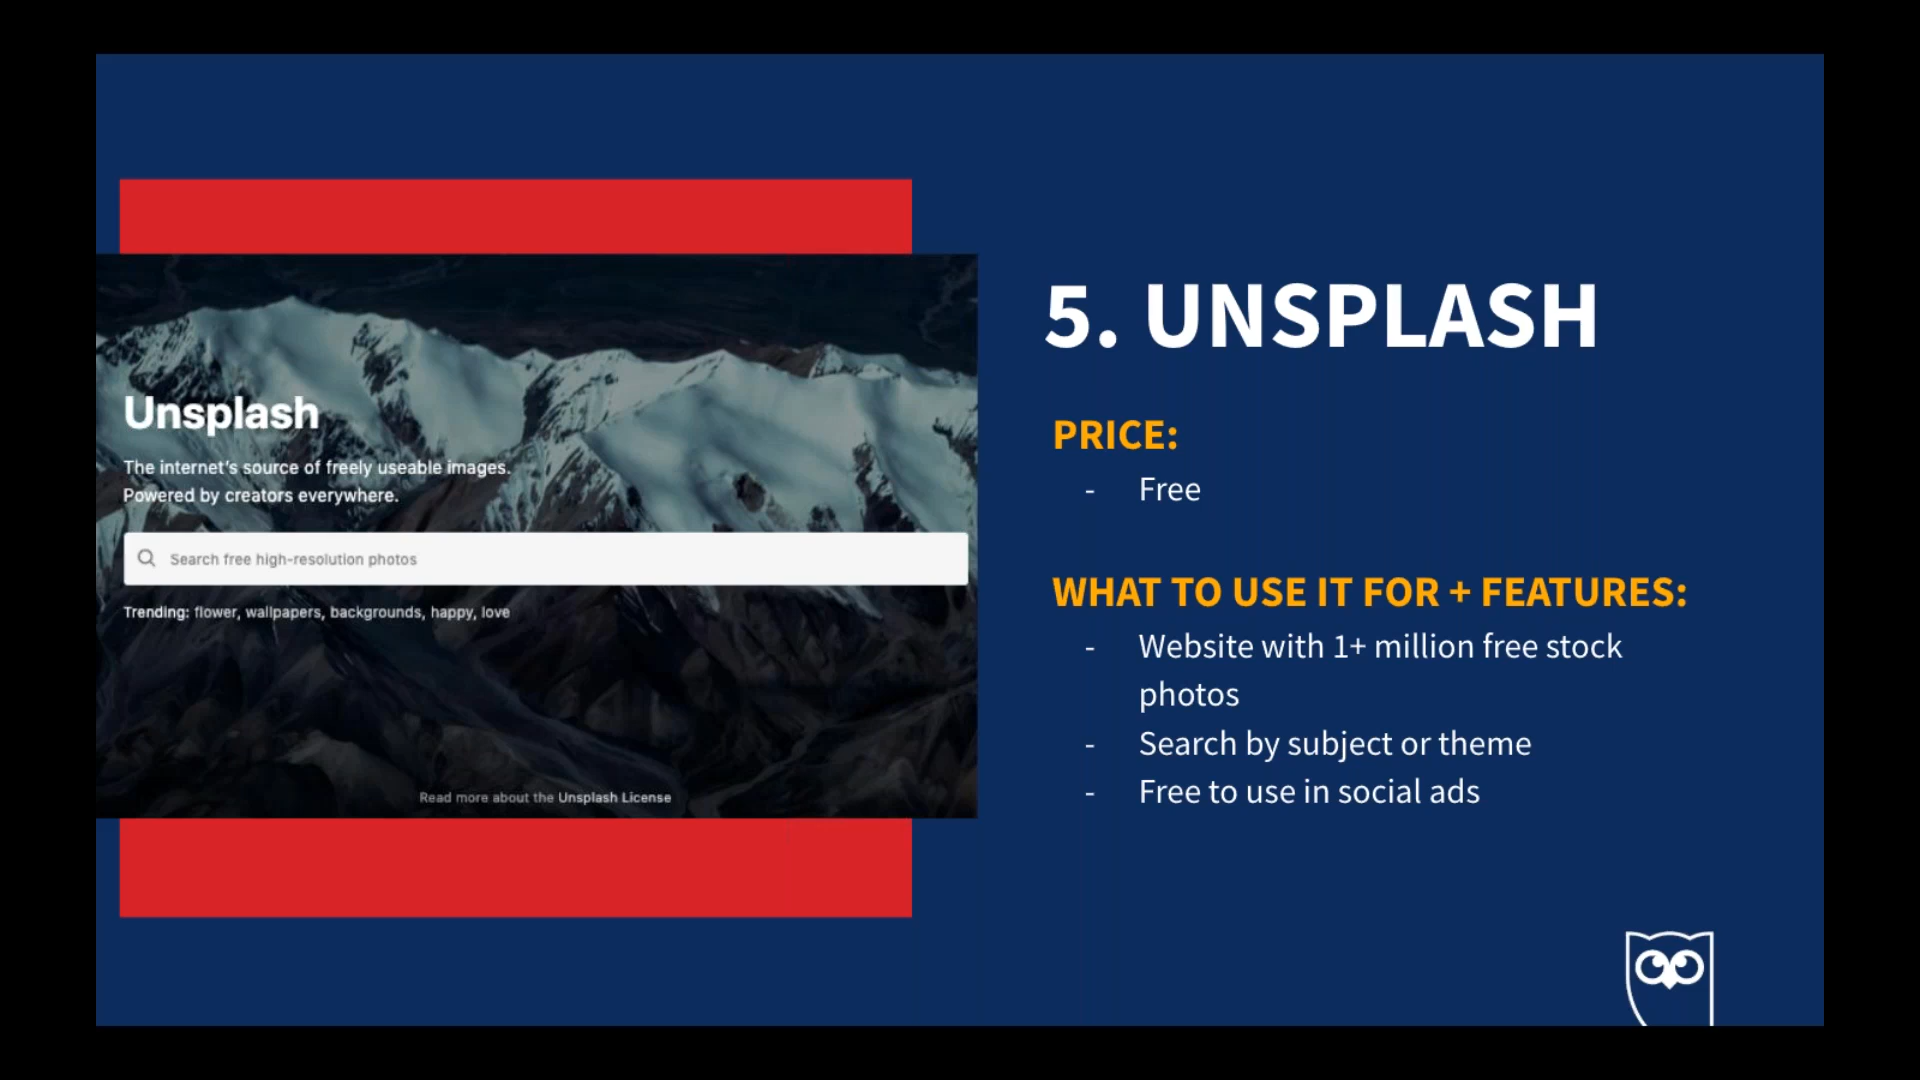 Unsplash
The internet's source of freely useable images.
Powered by creators everywhere.
Search free high-resolution photos
Trending: flower, wallpapers, backgrounds, happy, love
Read more about the Unsplash License
5. UNSPLASH
PRICE:
- Free
WHAT TO USE IT FOR + FEATURES:
- Website with 1+ million free stock
photos
- Search by subject or theme
- Free to use in social ads